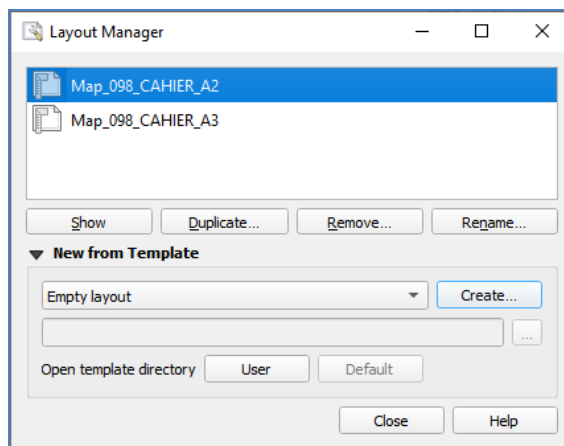 Layout Manager
Map_098_CAHIER_A2
Map_098_CAHIER_A3
Show Duplicate... Remove... Rename...
New from Template
Empty layout Create...
...
Open template directory User Default
Close Help